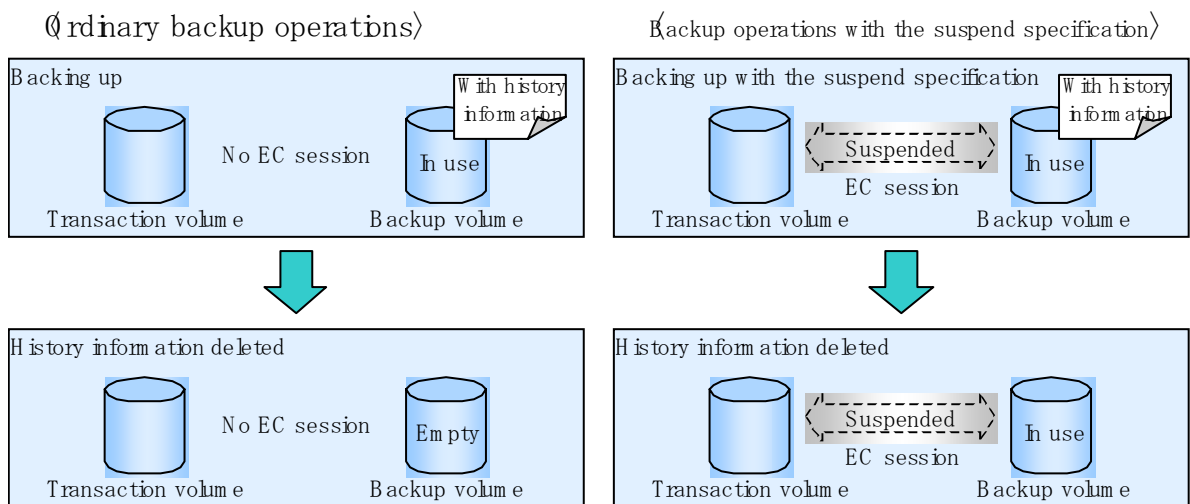 〈Ordinary backup operations〉
Backing up
With history
information
No EC session
In use
Transaction volume
Backup volume
History information deleted
No EC session
Empty
Transaction volume
Backup volume
〈Backup operations with the suspend specification〉
Backing up with the suspend specification
With history
information
Suspended
In use
EC session
Transaction volume
Backup volume
History information deleted
Suspended
In use
EC session
Transaction volume
Backup volume